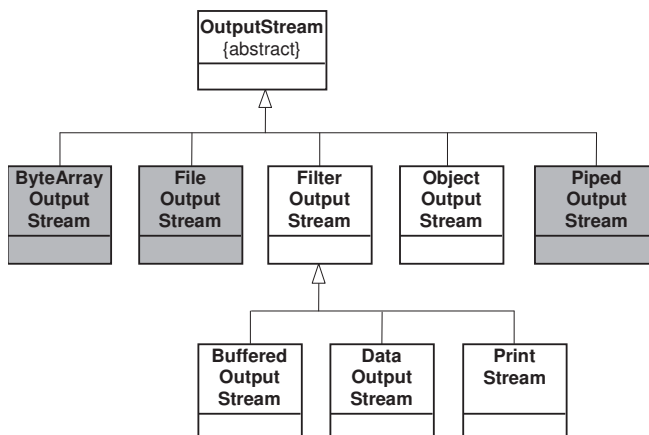 OutputStream
{abstract}
ByteArray
Output
Stream
File
Output
Stream
Filter
Output
Stream
Object
Output
Stream
Piped
Output
Stream
Buffered
Output
Stream
Data
Output
Stream
Print
Stream